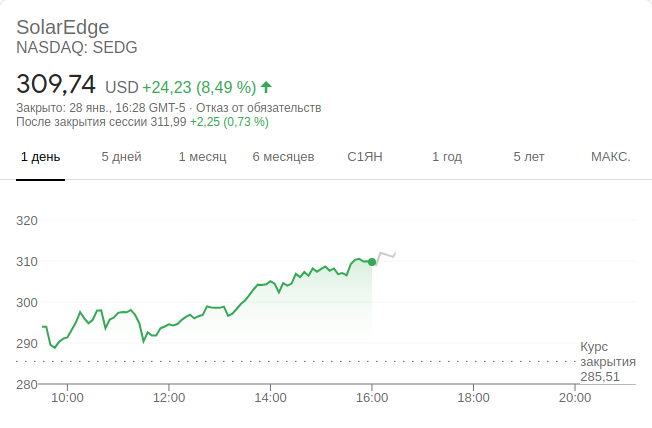 SolarEdge
NASDAQ: SEDG
309,74 USD +24,23 (8,49 %)
Закрыто: 28 янв., 16:28 GMT-5 · Отказ от обязательств
После закрытия сессии 311,99 +2,25 (0,73 %)
1 день 5 дней 1 месяц 6 месяцев С1ЯН 1 год 5 лет МАКС.
320
310
300
290
Курс
закрытия
285,51
280
10:00 12:00 14:00 16:00 18:00 20:00